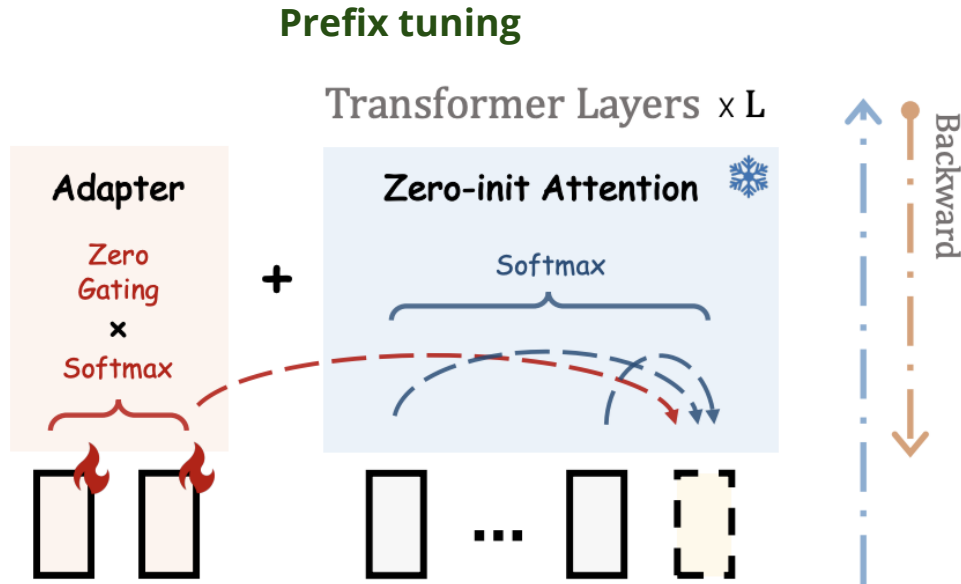 Prefix tuning
Transformer Layers x L
Adapter
Zero
Gating
×
Softmax
+
Zero-init Attention
Softmax
...
Backward